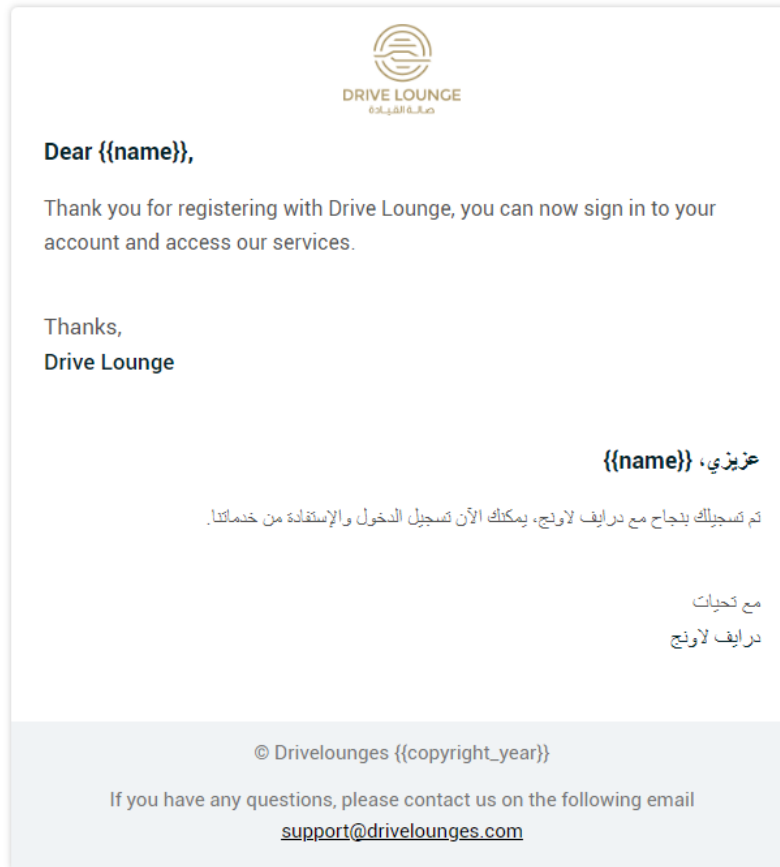 DRIVE LOUNGE
صالة القيادة
Dear {{name}},
Thank you for registering with Drive Lounge, you can now sign in to your
account and access our services.
Thanks,
Drive Lounge
عزيزي، {{name}}
تم تسجيلك بنجاح مع درايف لاونج، يمكنك الآن تسجيل الدخول والإستفادة من خدماتنا.
مع تحيات
درايف لاونج
© Drivelounges {{copyright_year}}
If you have any questions, please contact us on the following email
support@drivelounges.com